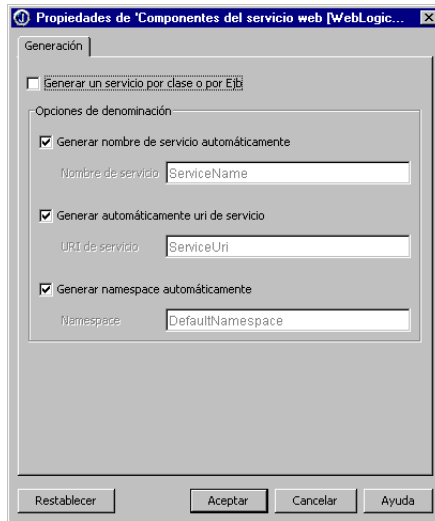 Propiedades de 'Componentes del servicio web [WebLogic...
Generación
Generar un servicio por clase o por Ejb
Opciones de denominación
Generar nombre de servicio automáticamente
Nombre de servicio ServiceName
Generar automáticamente uri de servicio
URI de servicio ServiceUri
Generar namespace automáticamente
Namespace DefaultNamespace
Restablecer Aceptar Cancelar Ayuda